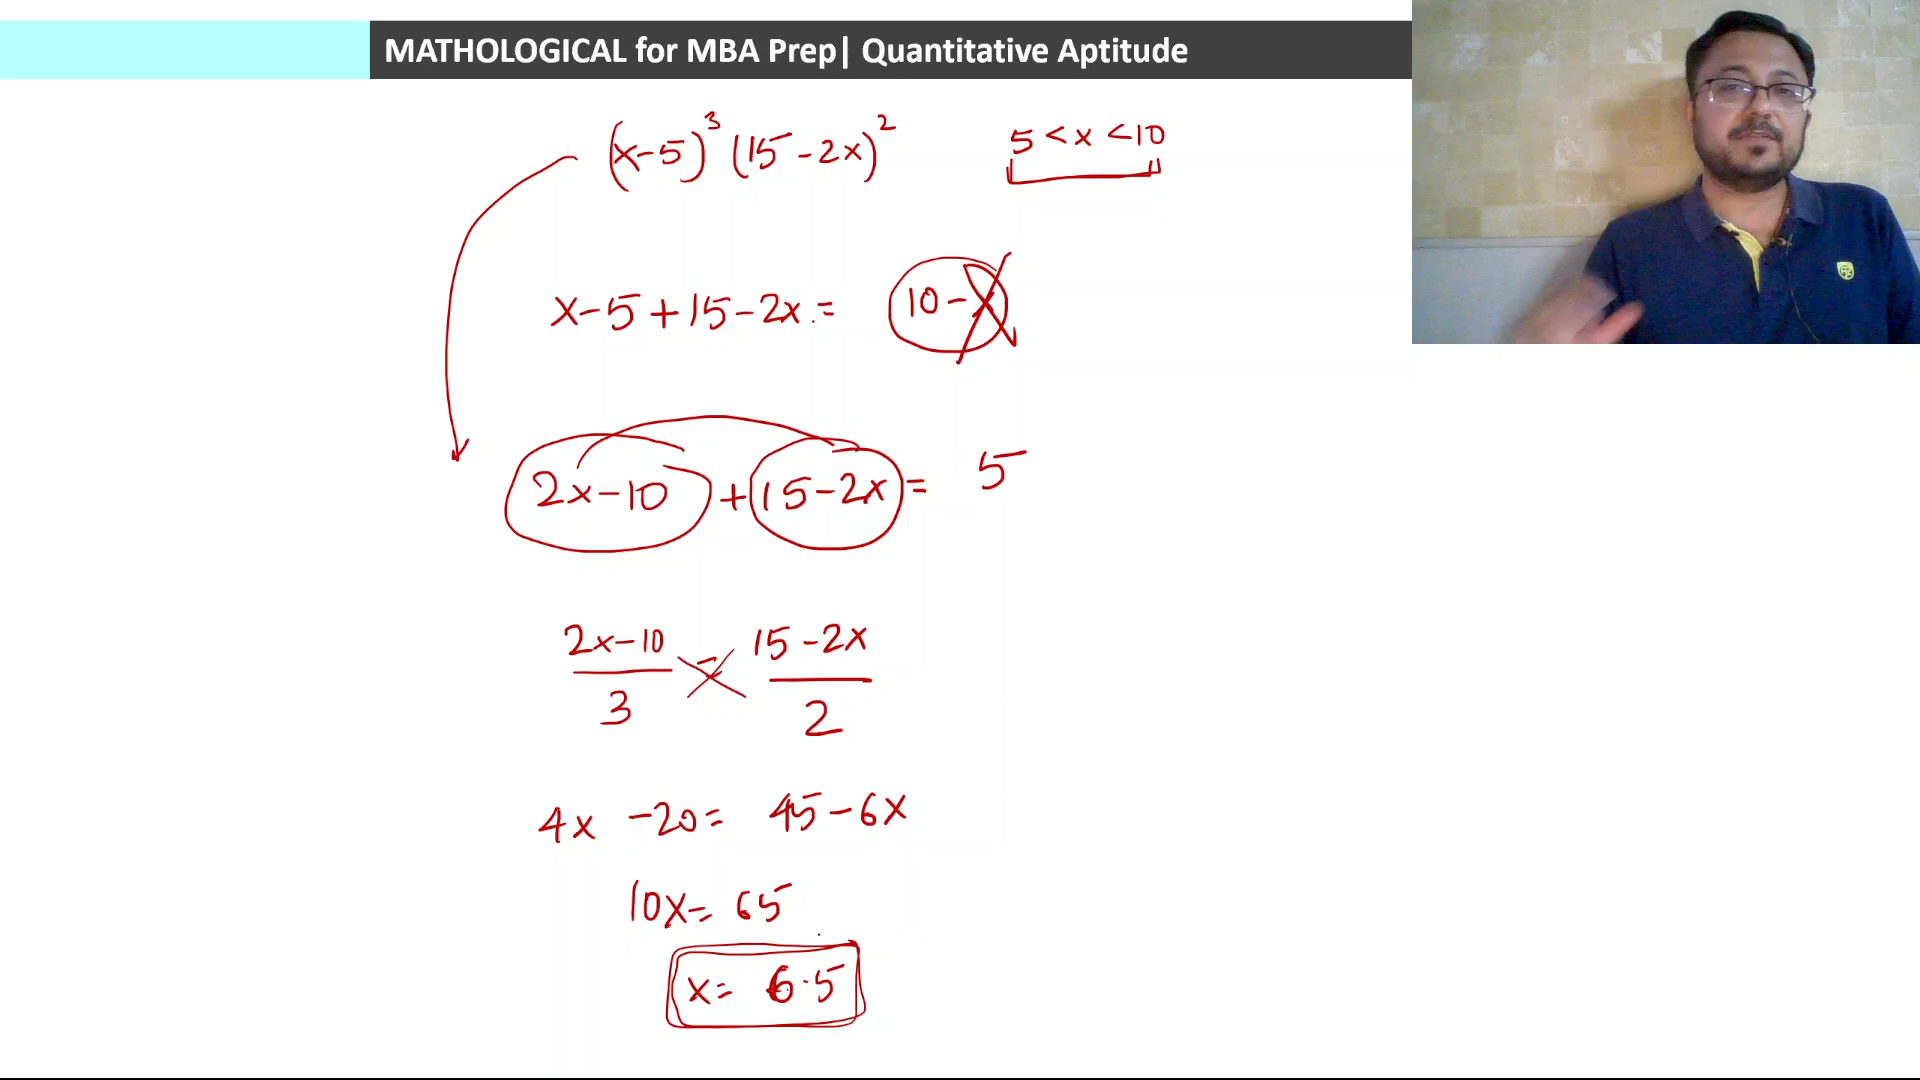 MATHOLOGICAL for MBA Prep| Quantitative Aptitude
(x-5)³ (15-2x)² 5 < x < 10
x-5+15-2x = 10-x
2x-10 + 15-2x = 5
2x-10 = 15-2x
3 2
4x -20 = 45-6x
10x = 65
x = 6.5